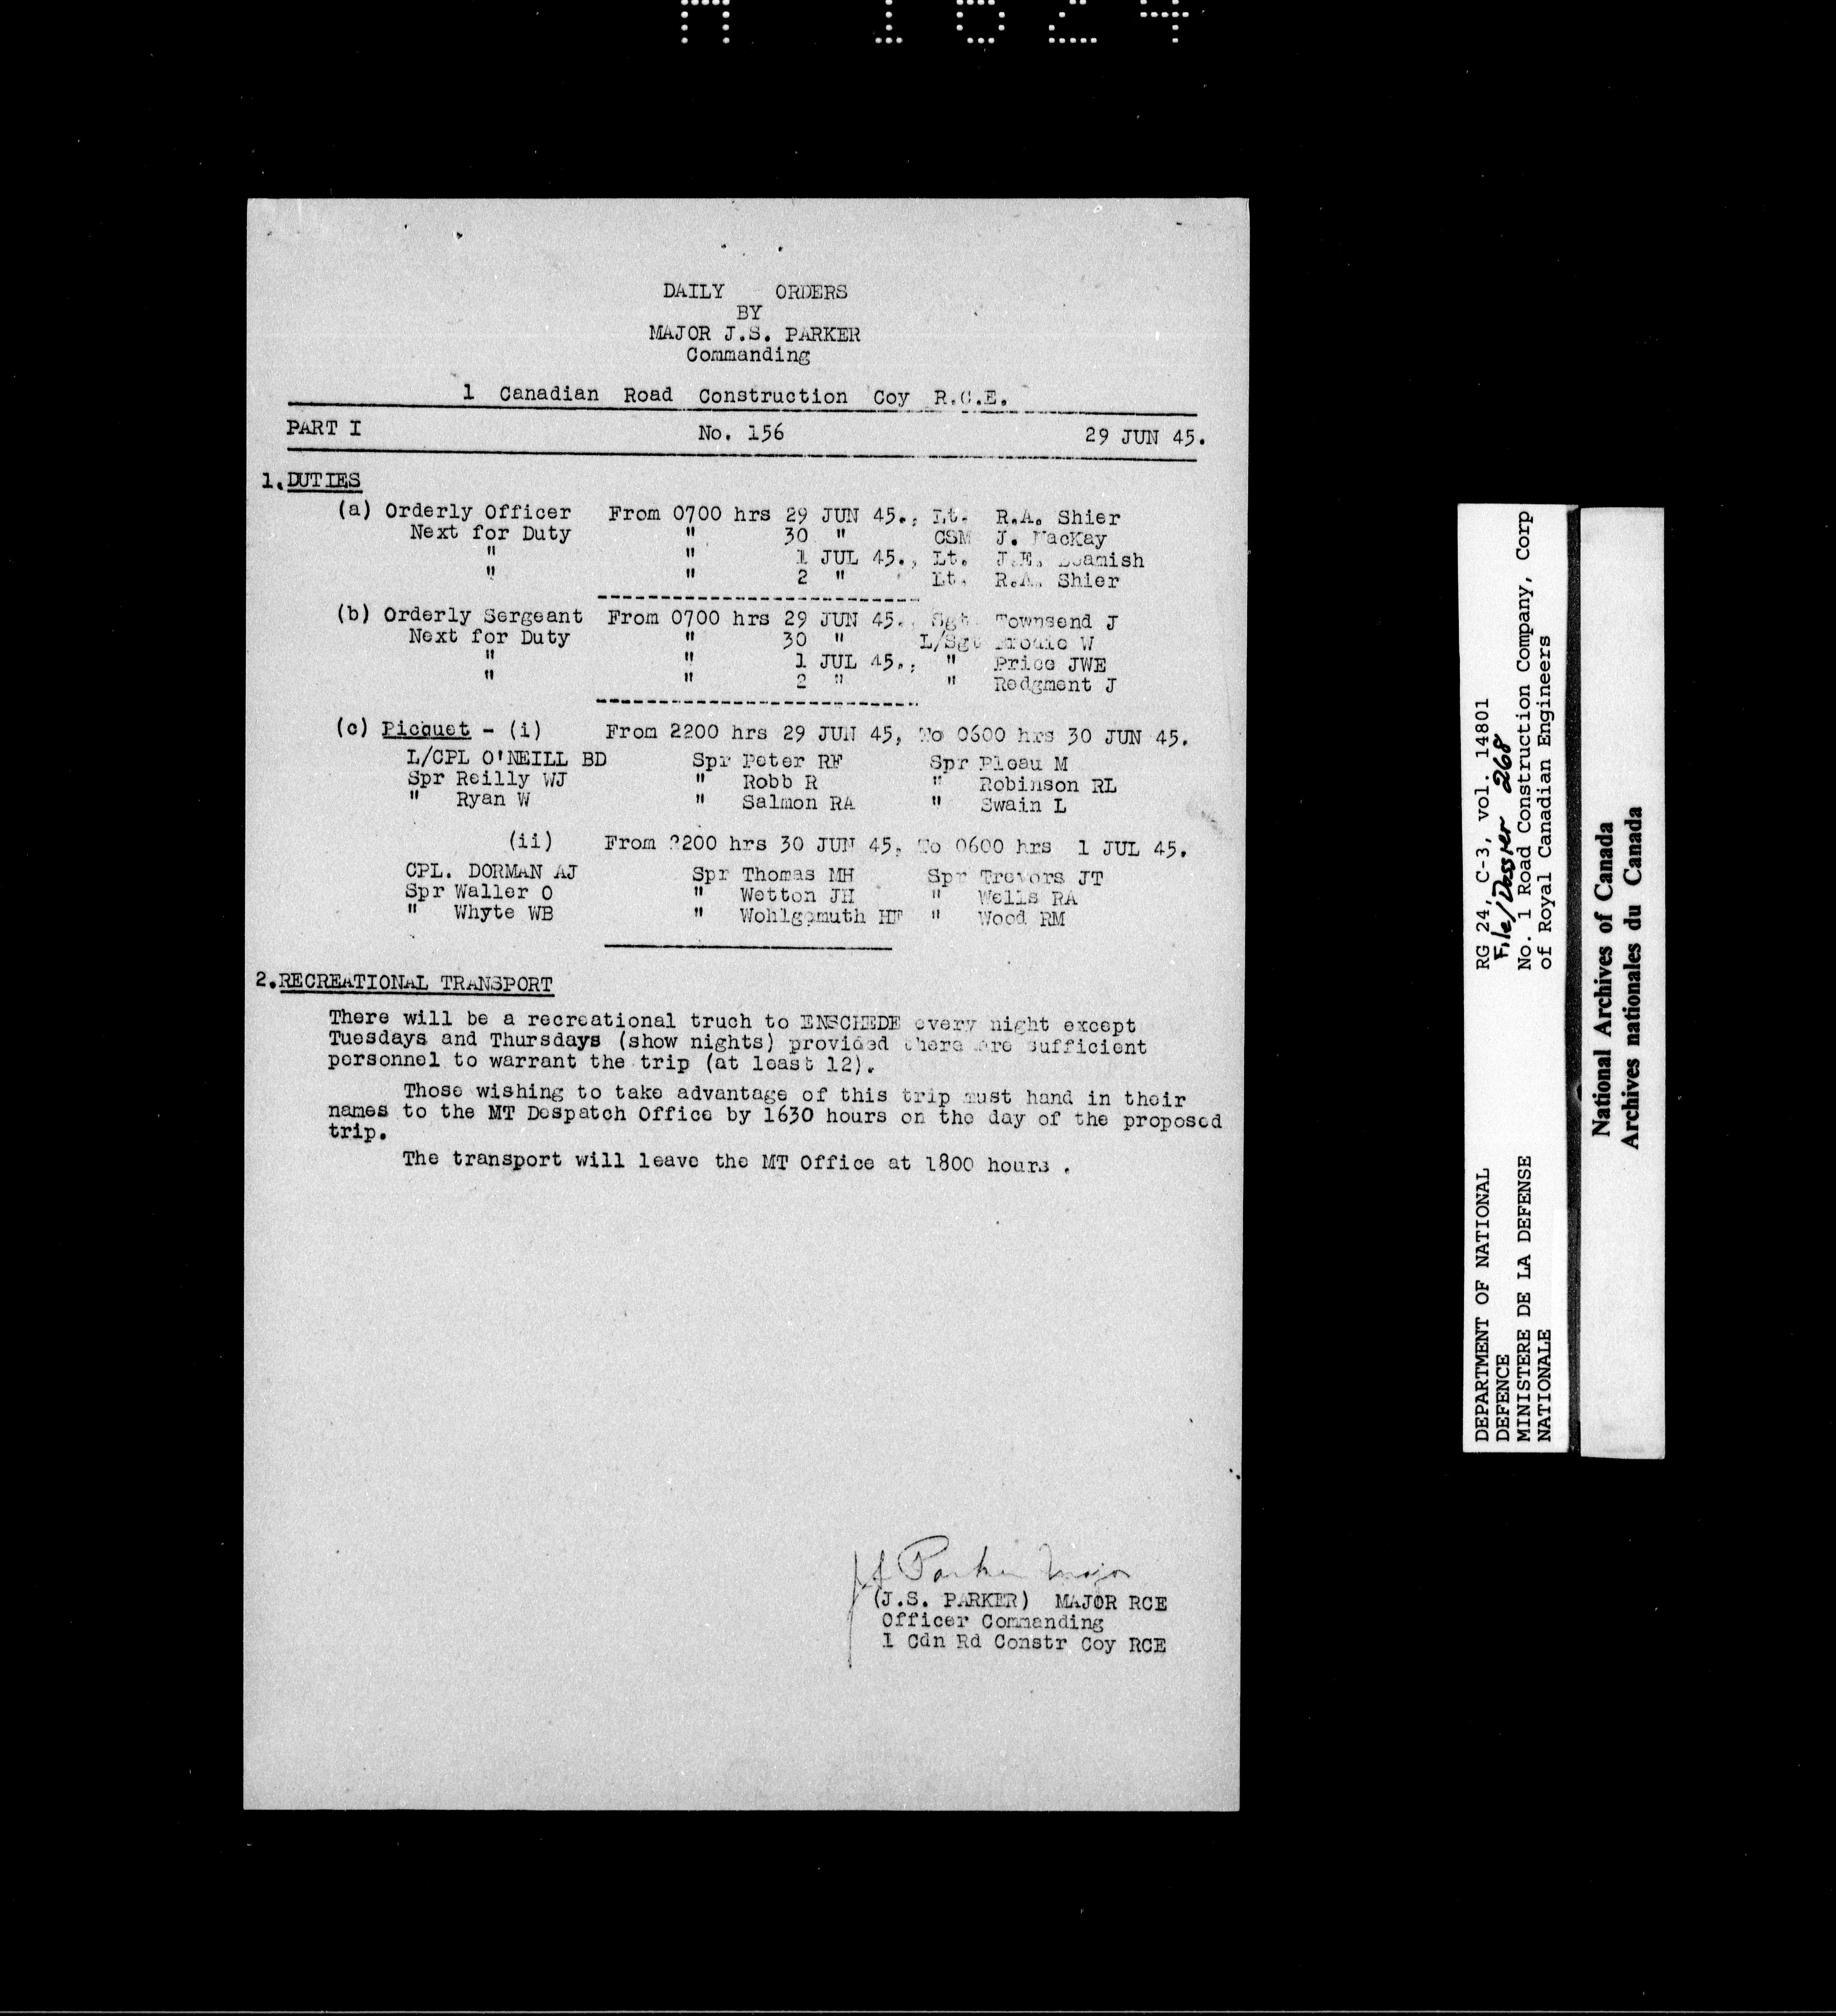 DAILY ORDERS
BY
MAJOR J.S. PARKER
Commanding
1 Canadian Road Construction Coy R.C.E.
PART I No. 156 29 JUN 45.
1. DUTIES
(a) Orderly Officer From 0700 hrs 29 JUN 45., Lt. R.A. Shier
Next for Duty " 30 " CSM J. MacKay
" " 1 JUL 45., Lt. J.E. Beamish
" " 2 " Lt. R.A. Shier
(b) Orderly Sergeant From 0700 hrs 29 JUN 45., Sgt. Townsend J
Next for Duty " 30 " L/Sgt W
" " 1 JUL 45., " Price JWE
" " 2 " " Redgment J
(c) Picquet - (i) From 2200 hrs 29 JUN 45, To 0600 hrs 30 JUN 45.
L/CPL O'NEILL BD Spr Peter RF Spr Pleau M
Spr Reilly WJ " Robb R " Robinson RL
" Ryan W " Salmon RA " Swain L
(ii) From 2200 hrs 30 JUN 45, To 0600 hrs 1 JUL 45.
CPL. DORMAN AJ Spr Thomas MH Spr Trevors JT
Spr Waller O " Wetton JH " Wells RA
" Whyte WB " Wohlgemuth HF " Wood RM
2. RECREATIONAL TRANSPORT
There will be a recreational truch to ENSCHEDE every night except
Tuesdays and Thursdays (show nights) provided there are sufficient
personnel to warrant the trip (at least 12).
Those wishing to take advantage of this trip must hand in their
names to the MT Despatch Office by 1630 hours on the day of the proposed
trip.
The transport will leave the MT Office at 1800 hours .
J S Parker Major
(J.S. PARKER) MAJOR RCE
Officer Commanding
1 Cdn Rd Constr Coy RCE
DEPARTMENT OF NATIONAL
DEFENCE
MINISTERE DE LA DEFENSE
NATIONALE
RG 24, C-3, vol. 14801
File/Dossier 268
No. 1 Road Construction Company, Corp
of Royal Canadian Engineers
National Archives of Canada
Archives nationales du Canada